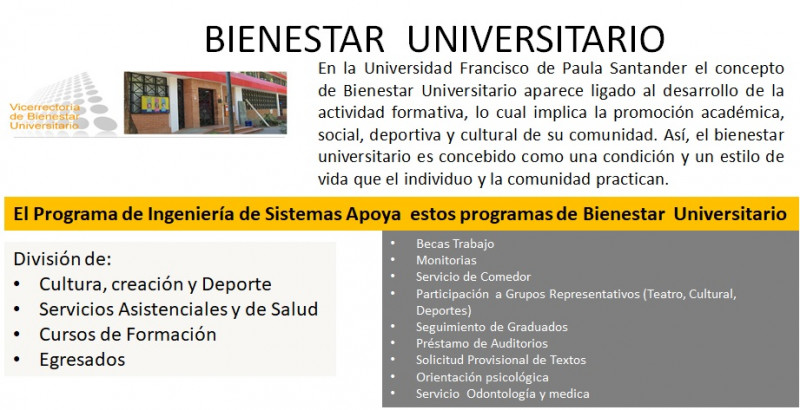 BIENESTAR UNIVERSITARIO
Vicerrectoría
de Bienestar
Universitario
En la Universidad Francisco de Paula Santander el concepto
de Bienestar Universitario aparece ligado al desarrollo de la
actividad formativa, lo cual implica la promoción académica,
social, deportiva y cultural de su comunidad. Así, el bienestar
universitario es concebido como una condición y un estilo de
vida que el individuo y la comunidad practican.
El Programa de Ingeniería de Sistemas Apoya estos programas de Bienestar Universitario
División de:
• Cultura, creación y Deporte
• Servicios Asistenciales y de Salud
• Cursos de Formación
• Egresados
• Becas Trabajo
• Monitorias
• Servicio de Comedor
• Participación a Grupos Representativos (Teatro, Cultural,
Deportes)
• Seguimiento de Graduados
• Préstamo de Auditorios
• Solicitud Provisional de Textos
• Orientación psicológica
• Servicio Odontología y medica